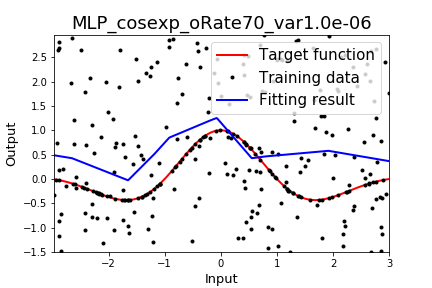 MLP_cosexp_oRate70_var1.0e-06
Target function
Training data
Fitting result
Output
2.5
2.0
1.5
1.0
0.5
0.0
−0.5
−1.0
−1.5
−2
−1
0
1
2
3
Input